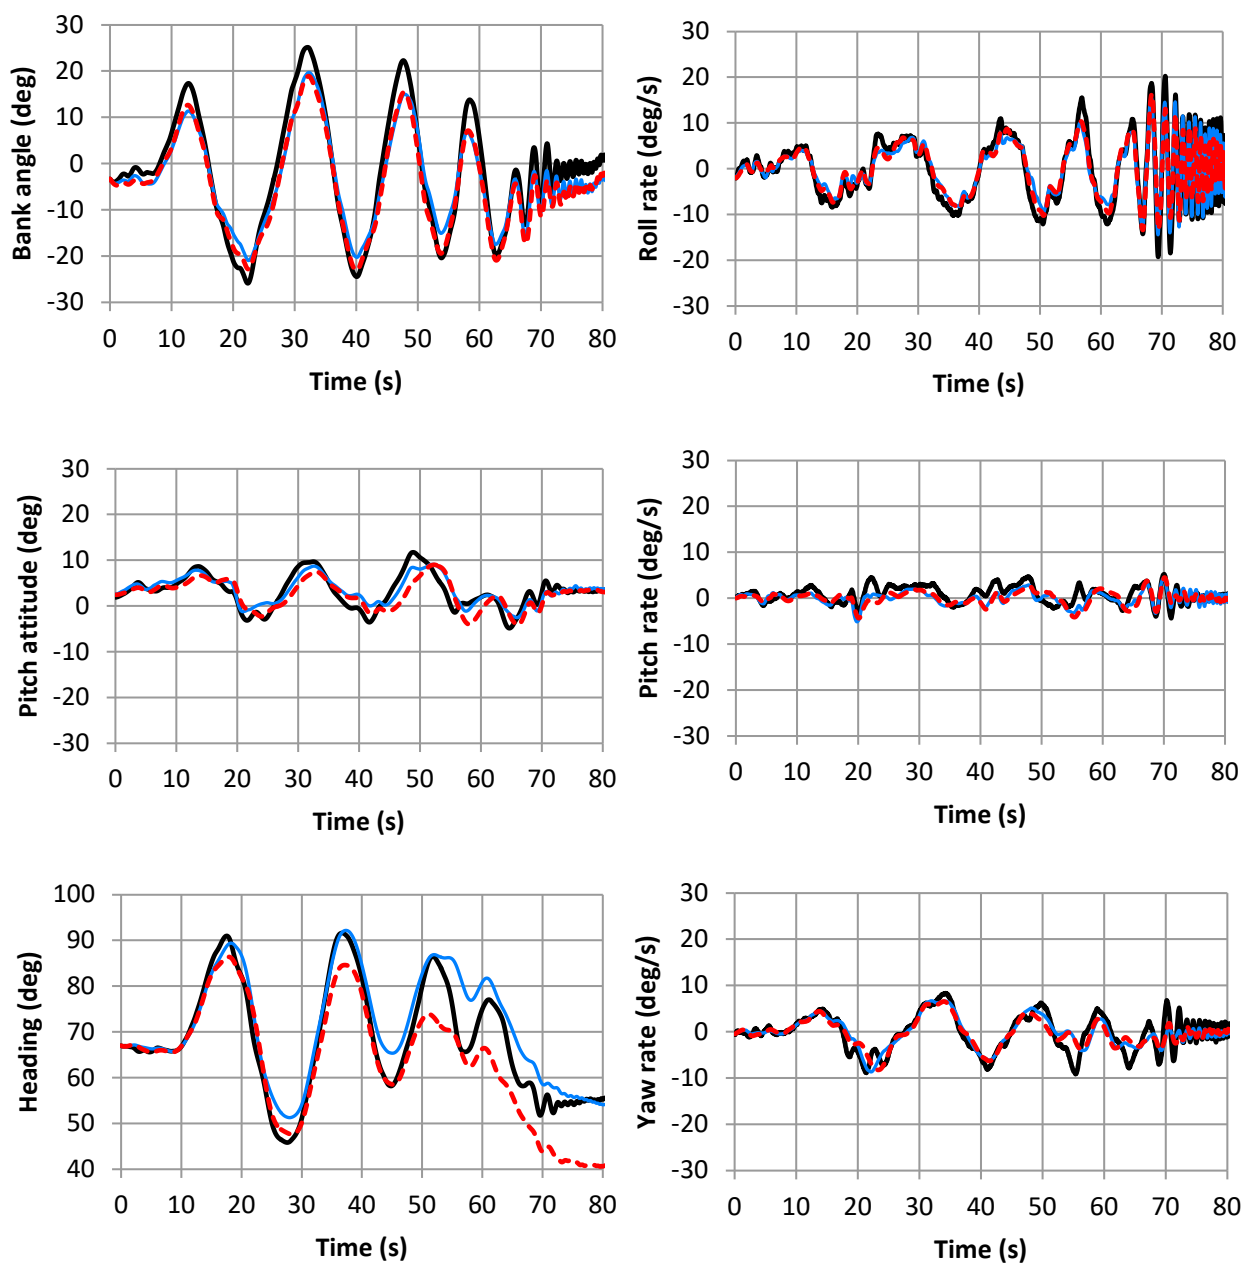 Bank angle (deg)
30
20
10
0
-10
-20
-30
0 10 20 30 40 50 60 70 80
Time (s)
Roll rate (deg/s)
30
20
10
0
-10
-20
-30
0 10 20 30 40 50 60 70 80
Time (s)
Pitch attitude (deg)
30
20
10
0
-10
-20
-30
0 10 20 30 40 50 60 70 80
Time (s)
Pitch rate (deg/s)
30
20
10
0
-10
-20
-30
0 10 20 30 40 50 60 70 80
Time (s)
Heading (deg)
100
90
80
70
60
50
40
0 10 20 30 40 50 60 70 80
Time (s)
Yaw rate (deg/s)
30
20
10
0
-10
-20
-30
0 10 20 30 40 50 60 70 80
Time (s)